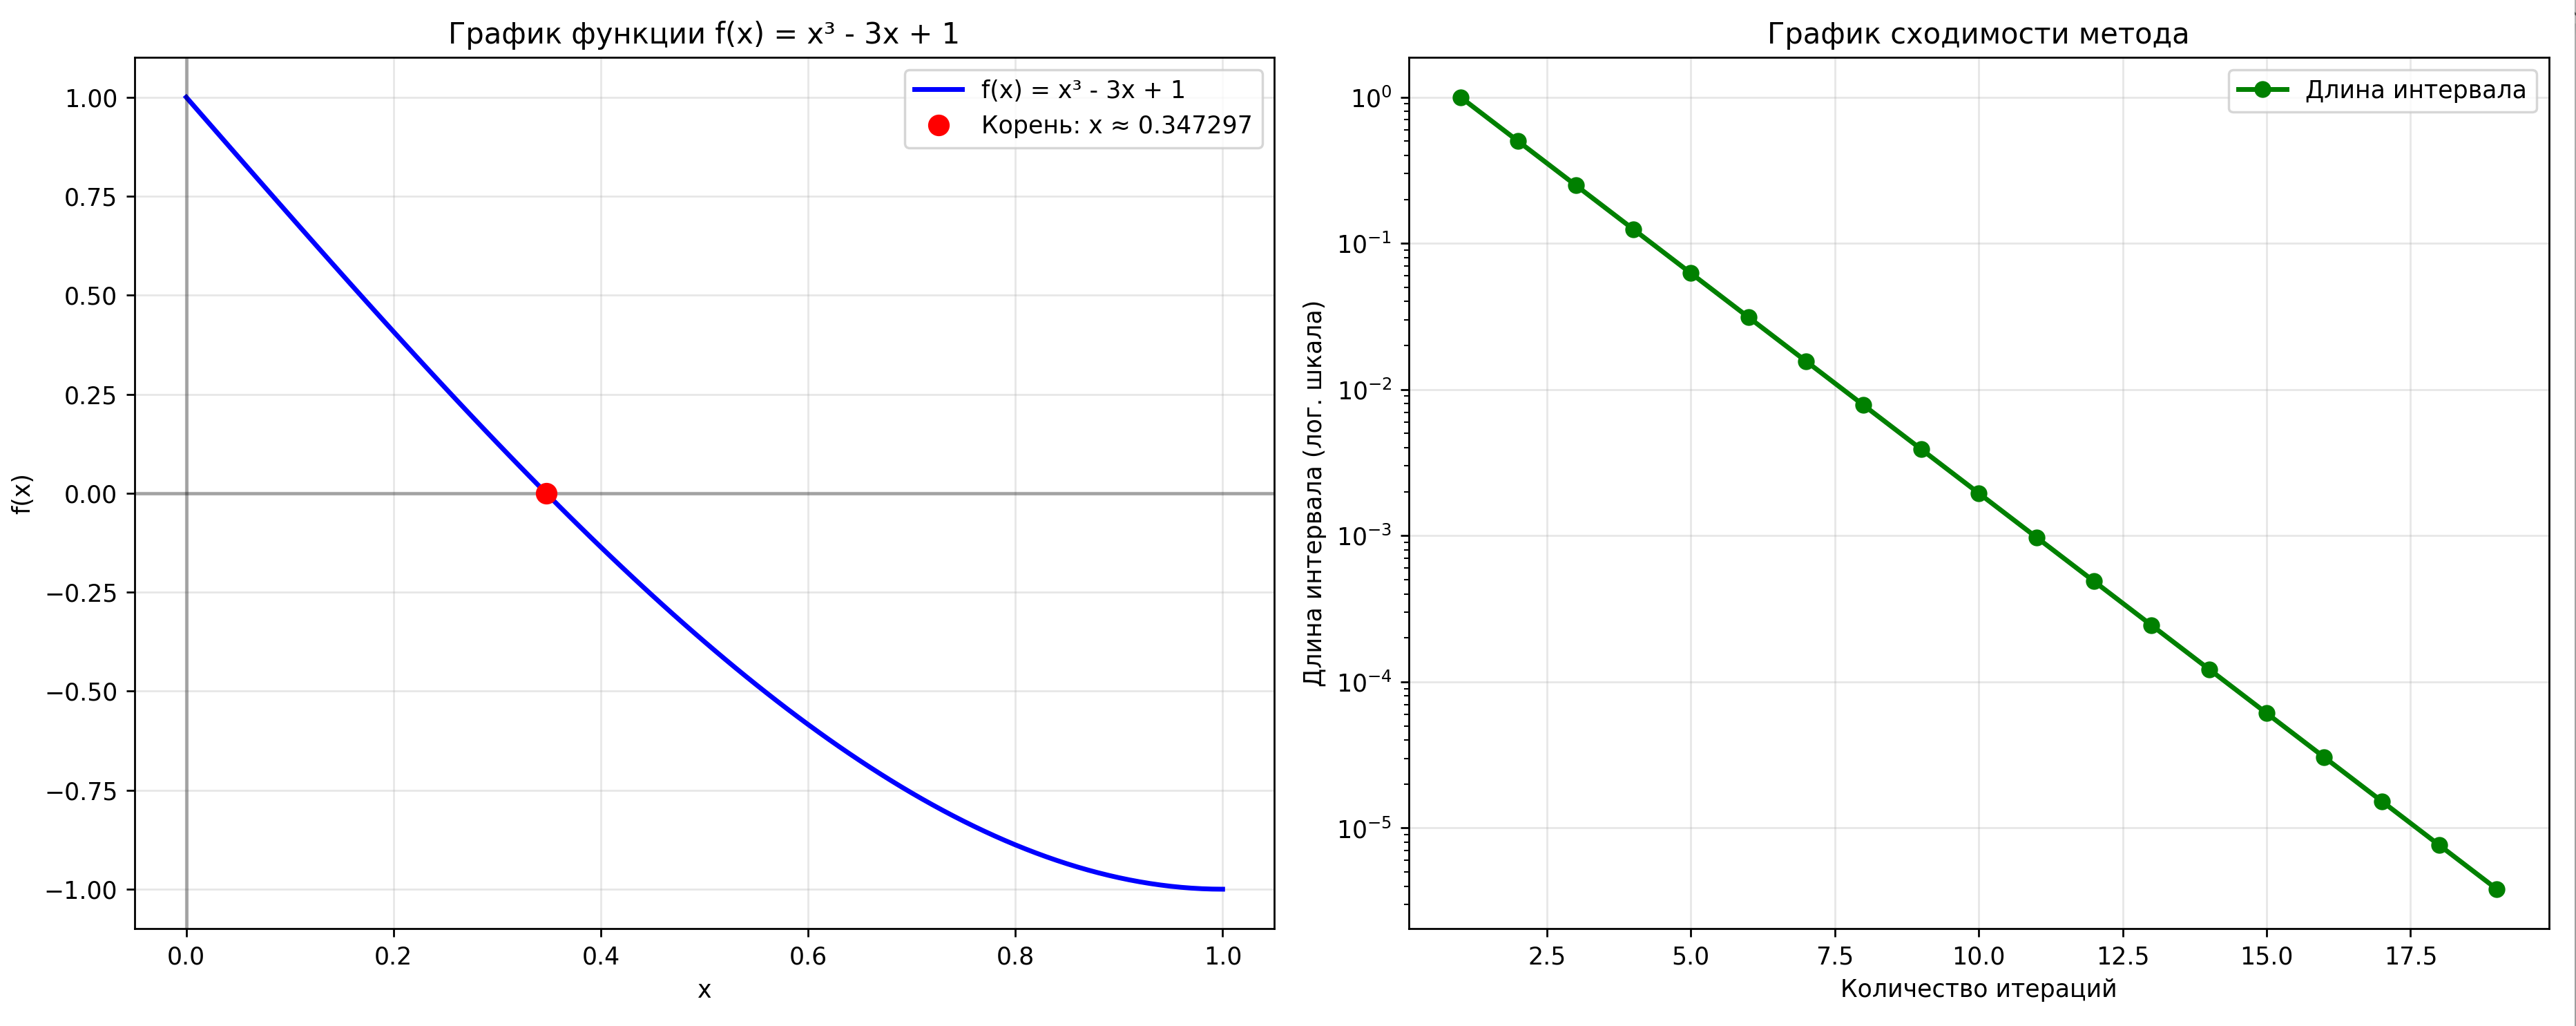 График функции f(x) = x³ - 3x + 1
f(x) = x³ - 3x + 1
Корень: x ≈ 0.347297
1.00
0.75
0.50
0.25
0.00
−0.25
−0.50
−0.75
−1.00
f(x)
0.0 0.2 0.4 0.6 0.8 1.0
x
График сходимости метода
Длина интервала
10⁰
10⁻¹
10⁻²
10⁻³
10⁻⁴
10⁻⁵
Длина интервала (лог. шкала)
2.5 5.0 7.5 10.0 12.5 15.0 17.5
Количество итераций